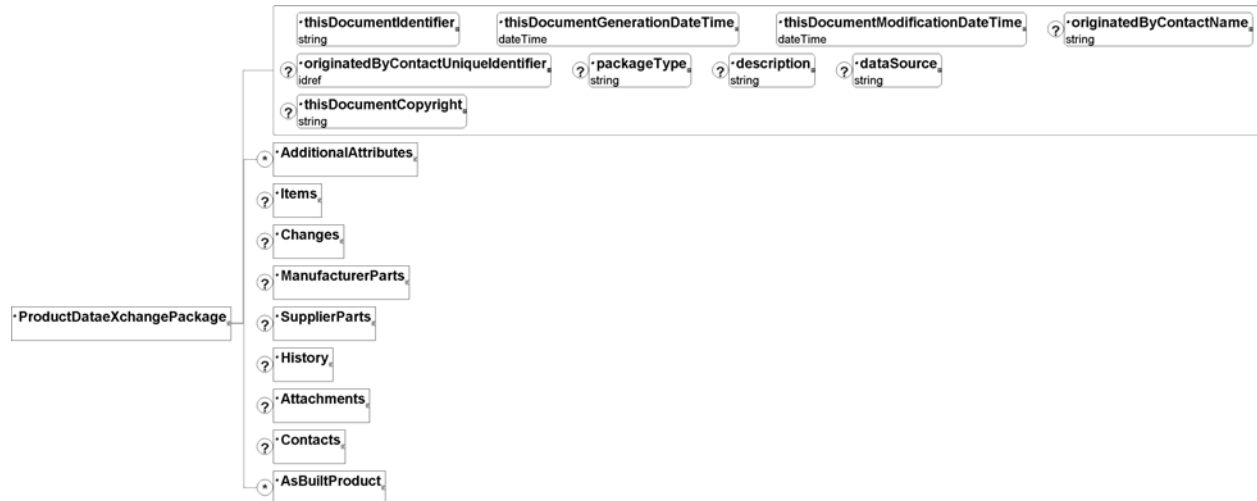 thisDocumentIdentifier thisDocumentGenerationDateTime thisDocumentModificationDateTime ? originatedByContactName
string dateTime dateTime string
? originatedByContactUniqueIdentifier ? packageType ? description ? dataSource
idref string string string
? thisDocumentCopyright
string
* AdditionalAttributes
? Items
? Changes
? ManufacturerParts
ProductDataeXchangePackage
? SupplierParts
? History
? Attachments
? Contacts
* AsBuiltProduct